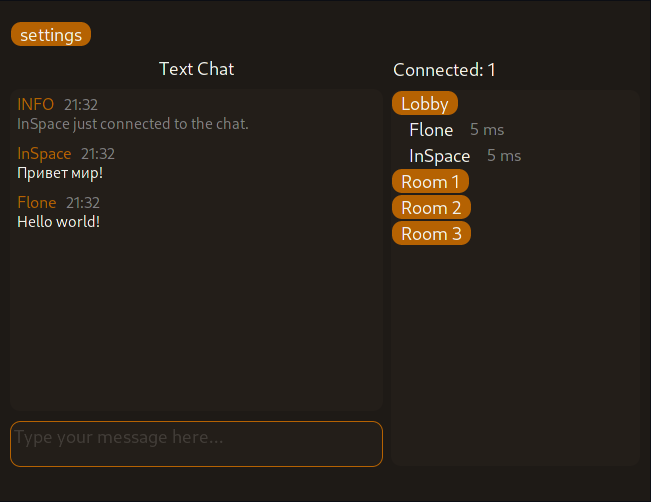 settings
Text Chat
INFO 21:32
InSpace just connected to the chat.
InSpace 21:32
Привет мир!
Flone 21:32
Hello world!
Type your message here...
Connected: 1
Lobby
Flone 5 ms
InSpace 5 ms
Room 1
Room 2
Room 3